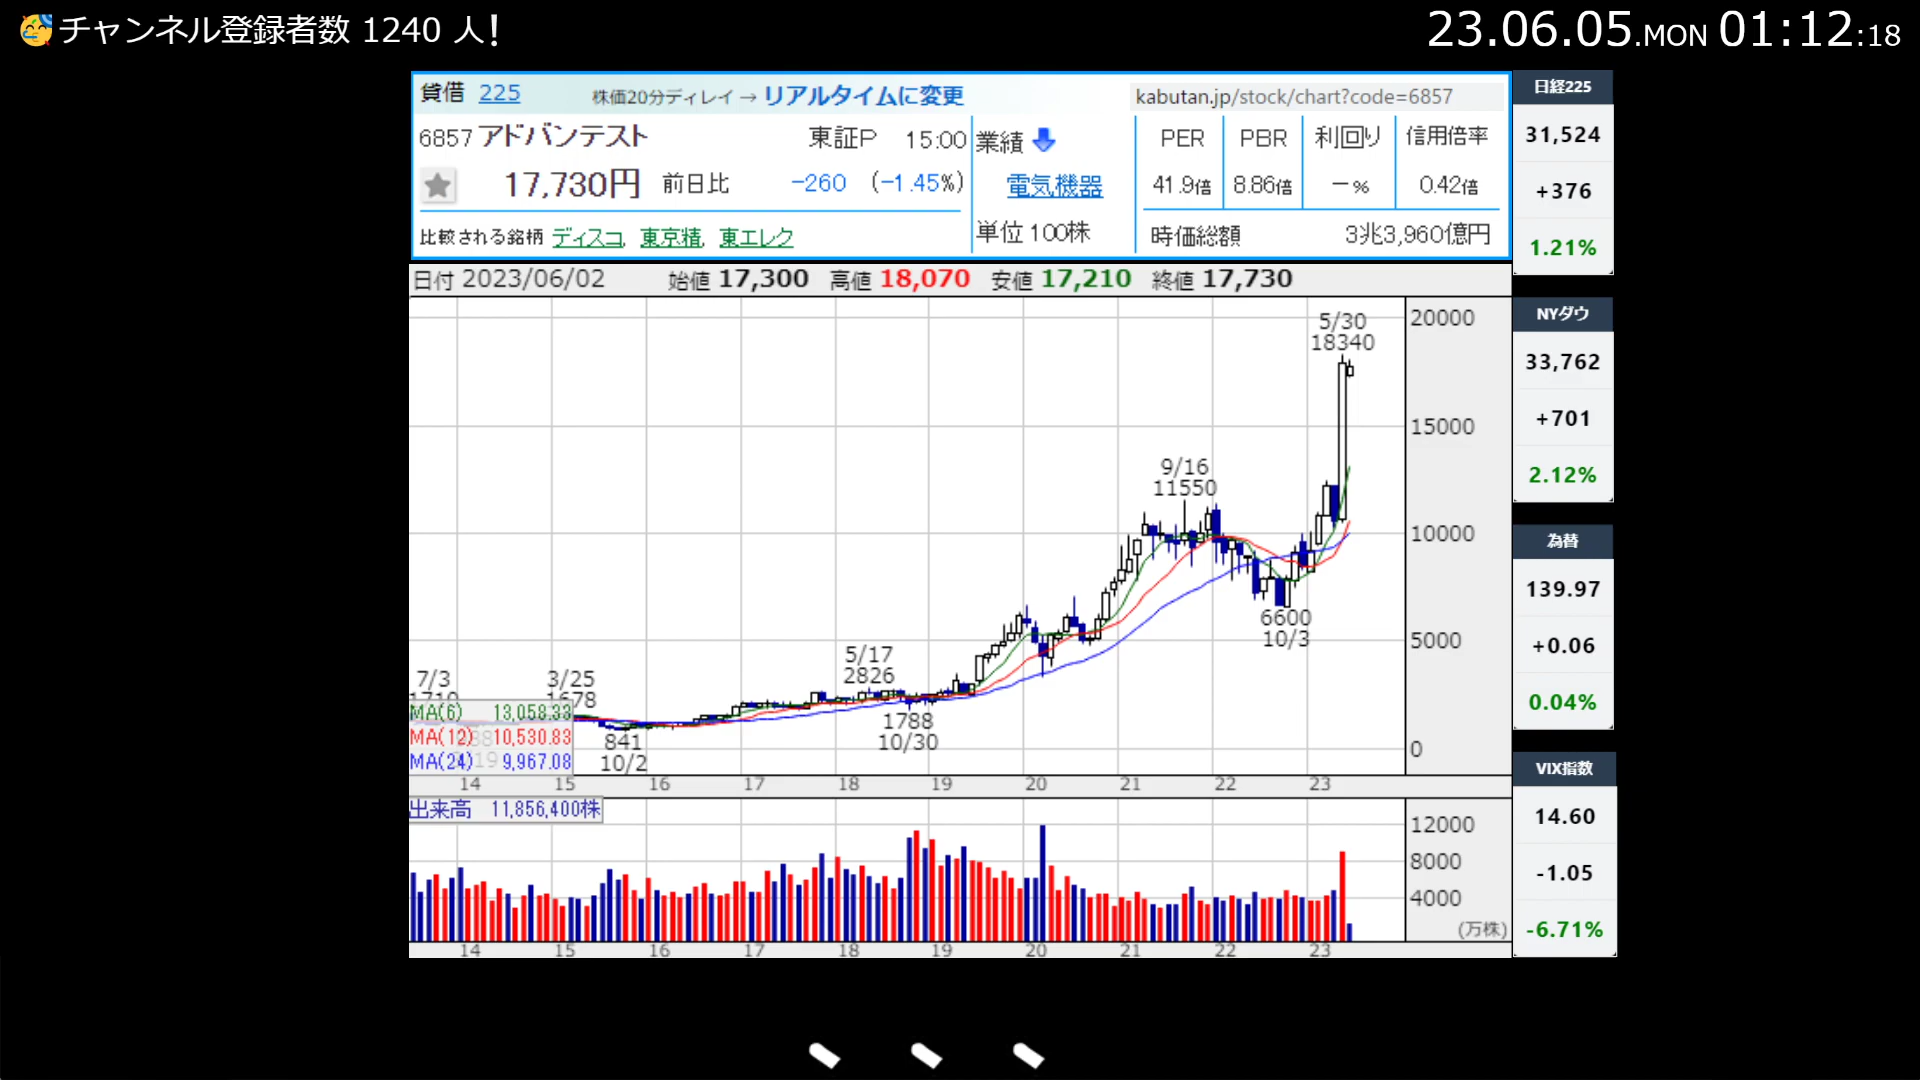 チャンネル登録者数 1240 人!
23.06.05.MON 01:12:18
貸借 225 株価20分ディレイ → リアルタイムに変更 kabutan.jp/stock/chart?code=6857
6857 アドバンテスト 東証P 15:00 業績 PER PBR 利回り 信用倍率
17,730円 前日比 -260 (-1.45%) 電気機器 41.9倍 8.86倍 -% 0.42倍
比較される銘柄 ディスコ, 東京精, 東エレク 単位 100株 時価総額 3兆3,960億円
日付 2023/06/02 始値 17,300 高値 18,070 安値 17,210 終値 17,730
5/30
18340
20000
15000
9/16
11550
10000
6600
10/3
5000
5/17
2826
7/3
1710
3/25
1678
1788
10/30
841
10/2
0
MA(6) 13,058.33
MA(12) 10,530.83
MA(24) 9,967.08
14 15 16 17 18 19 20 21 22 23
出来高 11,856,400株
12000
8000
4000
(万株)
14 15 16 17 18 19 20 21 22 23
日経225
31,524
+376
1.21%
NYダウ
33,762
+701
2.12%
為替
139.97
+0.06
0.04%
VIX指数
14.60
-1.05
-6.71%